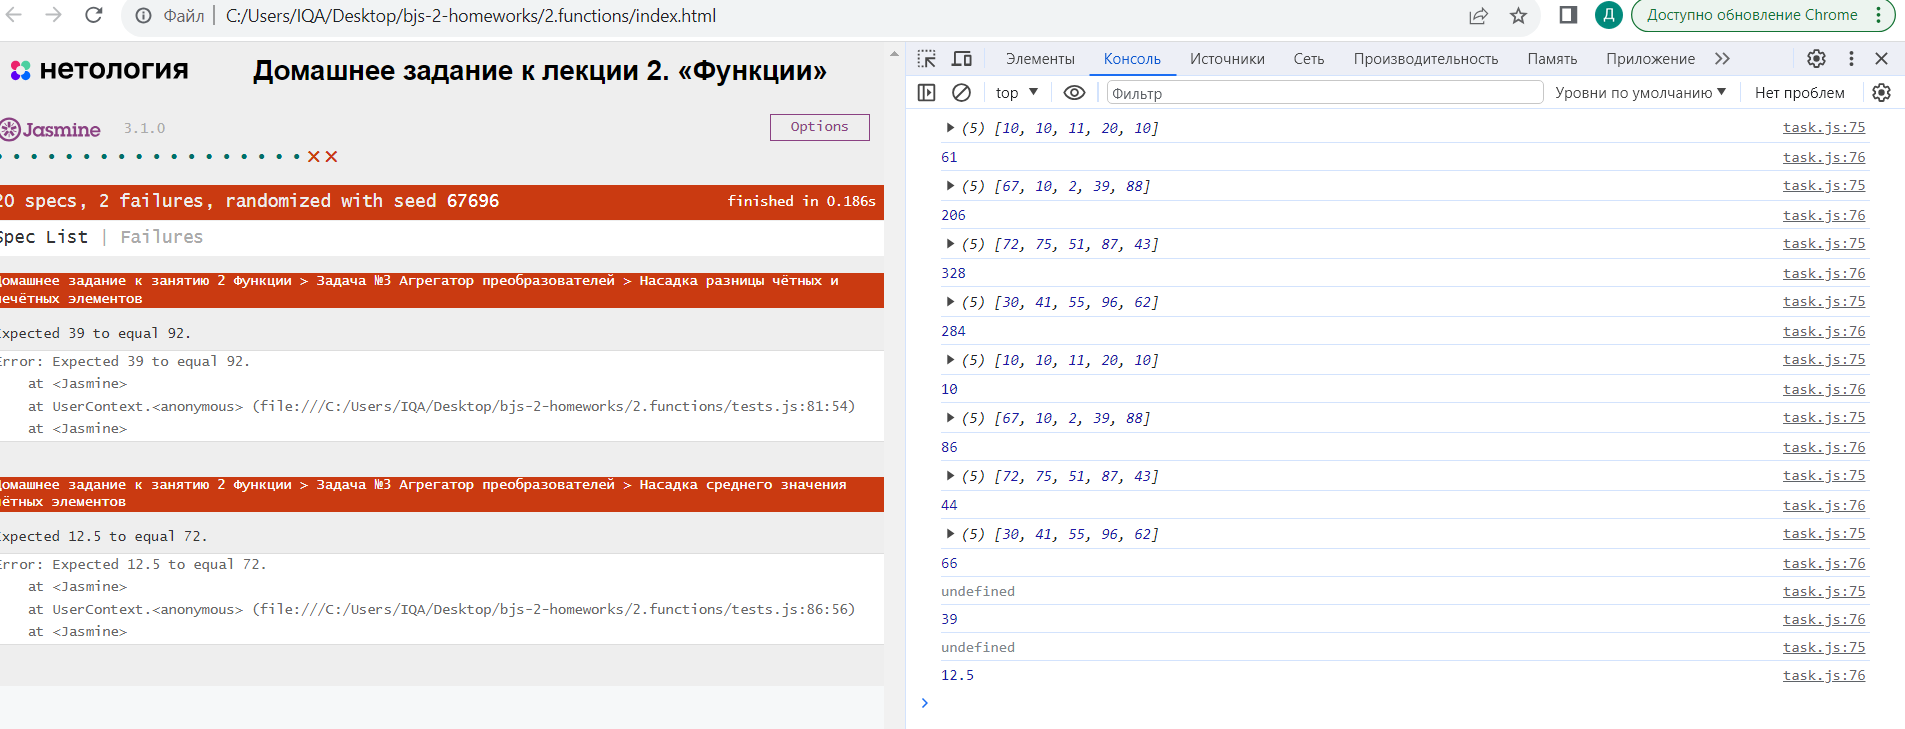 Файл C:/Users/IQA/Desktop/bjs-2-homeworks/2.functions/index.html Д Доступно обновление Chrome
нетология Домашнее задание к лекции 2. «Функции»
Jasmine 3.1.0 Options
20 specs, 2 failures, randomized with seed 67696 finished in 0.186s
Spec List | Failures
Домашнее задание к занятию 2 Функции > Задача №3 Агрегатор преобразователей > Насадка разницы чётных и
нечётных элементов
Expected 39 to equal 92.
Error: Expected 39 to equal 92.
at <Jasmine>
at UserContext.<anonymous> (file:///C:/Users/IQA/Desktop/bjs-2-homeworks/2.functions/tests.js:81:54)
at <Jasmine>
Домашнее задание к занятию 2 Функции > Задача №3 Агрегатор преобразователей > Насадка среднего значения
чётных элементов
Expected 12.5 to equal 72.
Error: Expected 12.5 to equal 72.
at <Jasmine>
at UserContext.<anonymous> (file:///C:/Users/IQA/Desktop/bjs-2-homeworks/2.functions/tests.js:86:56)
at <Jasmine>
Элементы Консоль Источники Сеть Производительность Память Приложение
top Фильтр Уровни по умолчанию Нет проблем
(5) [10, 10, 11, 20, 10] task.js:75
61 task.js:76
(5) [67, 10, 2, 39, 88] task.js:75
206 task.js:76
(5) [72, 75, 51, 87, 43] task.js:75
328 task.js:76
(5) [30, 41, 55, 96, 62] task.js:75
284 task.js:76
(5) [10, 10, 11, 20, 10] task.js:75
10 task.js:76
(5) [67, 10, 2, 39, 88] task.js:75
86 task.js:76
(5) [72, 75, 51, 87, 43] task.js:75
44 task.js:76
(5) [30, 41, 55, 96, 62] task.js:75
66 task.js:76
undefined task.js:75
39 task.js:76
undefined task.js:75
12.5 task.js:76